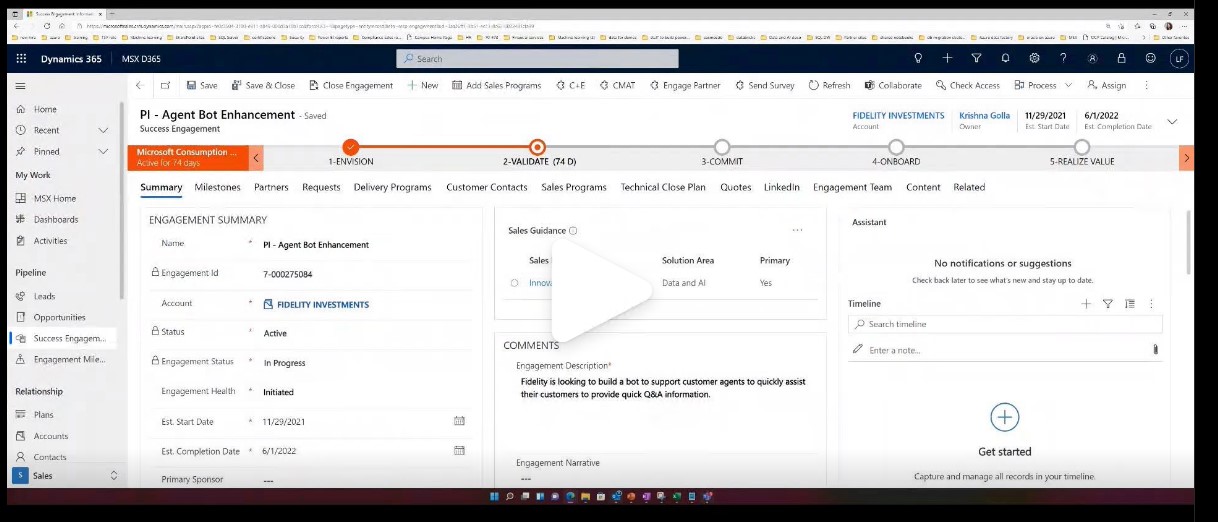 Dynamics 365 MSX D365 Search LF
Save Save & Close Close Engagement New Add Sales Programs C+E CMAT Engage Partner Send Survey Refresh Collaborate Check Access Process Assign
Home
Recent
Pinned
My Work
MSX Home
Dashboards
Activities
Pipeline
Leads
Opportunities
Success Engagem...
Engagement Mile...
Relationship
Plans
Accounts
Contacts
S Sales
PI - Agent Bot Enhancement - Saved
Success Engagement
FIDELITY INVESTMENTS
Account
Krishna Golla
Owner
11/29/2021
Est. Start Date
6/1/2022
Est. Completion Date
Microsoft Consumption ...
Active for 74 days
1-ENVISION 2-VALIDATE (74 D) 3-COMMIT 4-ONBOARD 5-REALIZE VALUE
Summary Milestones Partners Requests Delivery Programs Customer Contacts Sales Programs Technical Close Plan Quotes LinkedIn Engagement Team Content Related
ENGAGEMENT SUMMARY
Name * PI - Agent Bot Enhancement
Engagement Id 7-000275084
Account * FIDELITY INVESTMENTS
Status * Active
Engagement Status * In Progress
Engagement Health * Initiated
Est. Start Date * 11/29/2021
Est. Completion Date * 6/1/2022
Primary Sponsor ---
Sales Guidance
Sales Solution Area Primary
Innov Data and AI Yes
COMMENTS
Engagement Description*
Fidelity is looking to build a bot to support customer agents to quickly assist
their customers to provide quick Q&A information.
Engagement Narrative
---
Assistant
No notifications or suggestions
Check back later to see what's new and stay up to date.
Timeline
Search timeline
Enter a note...
Get started
Capture and manage all records in your timeline.